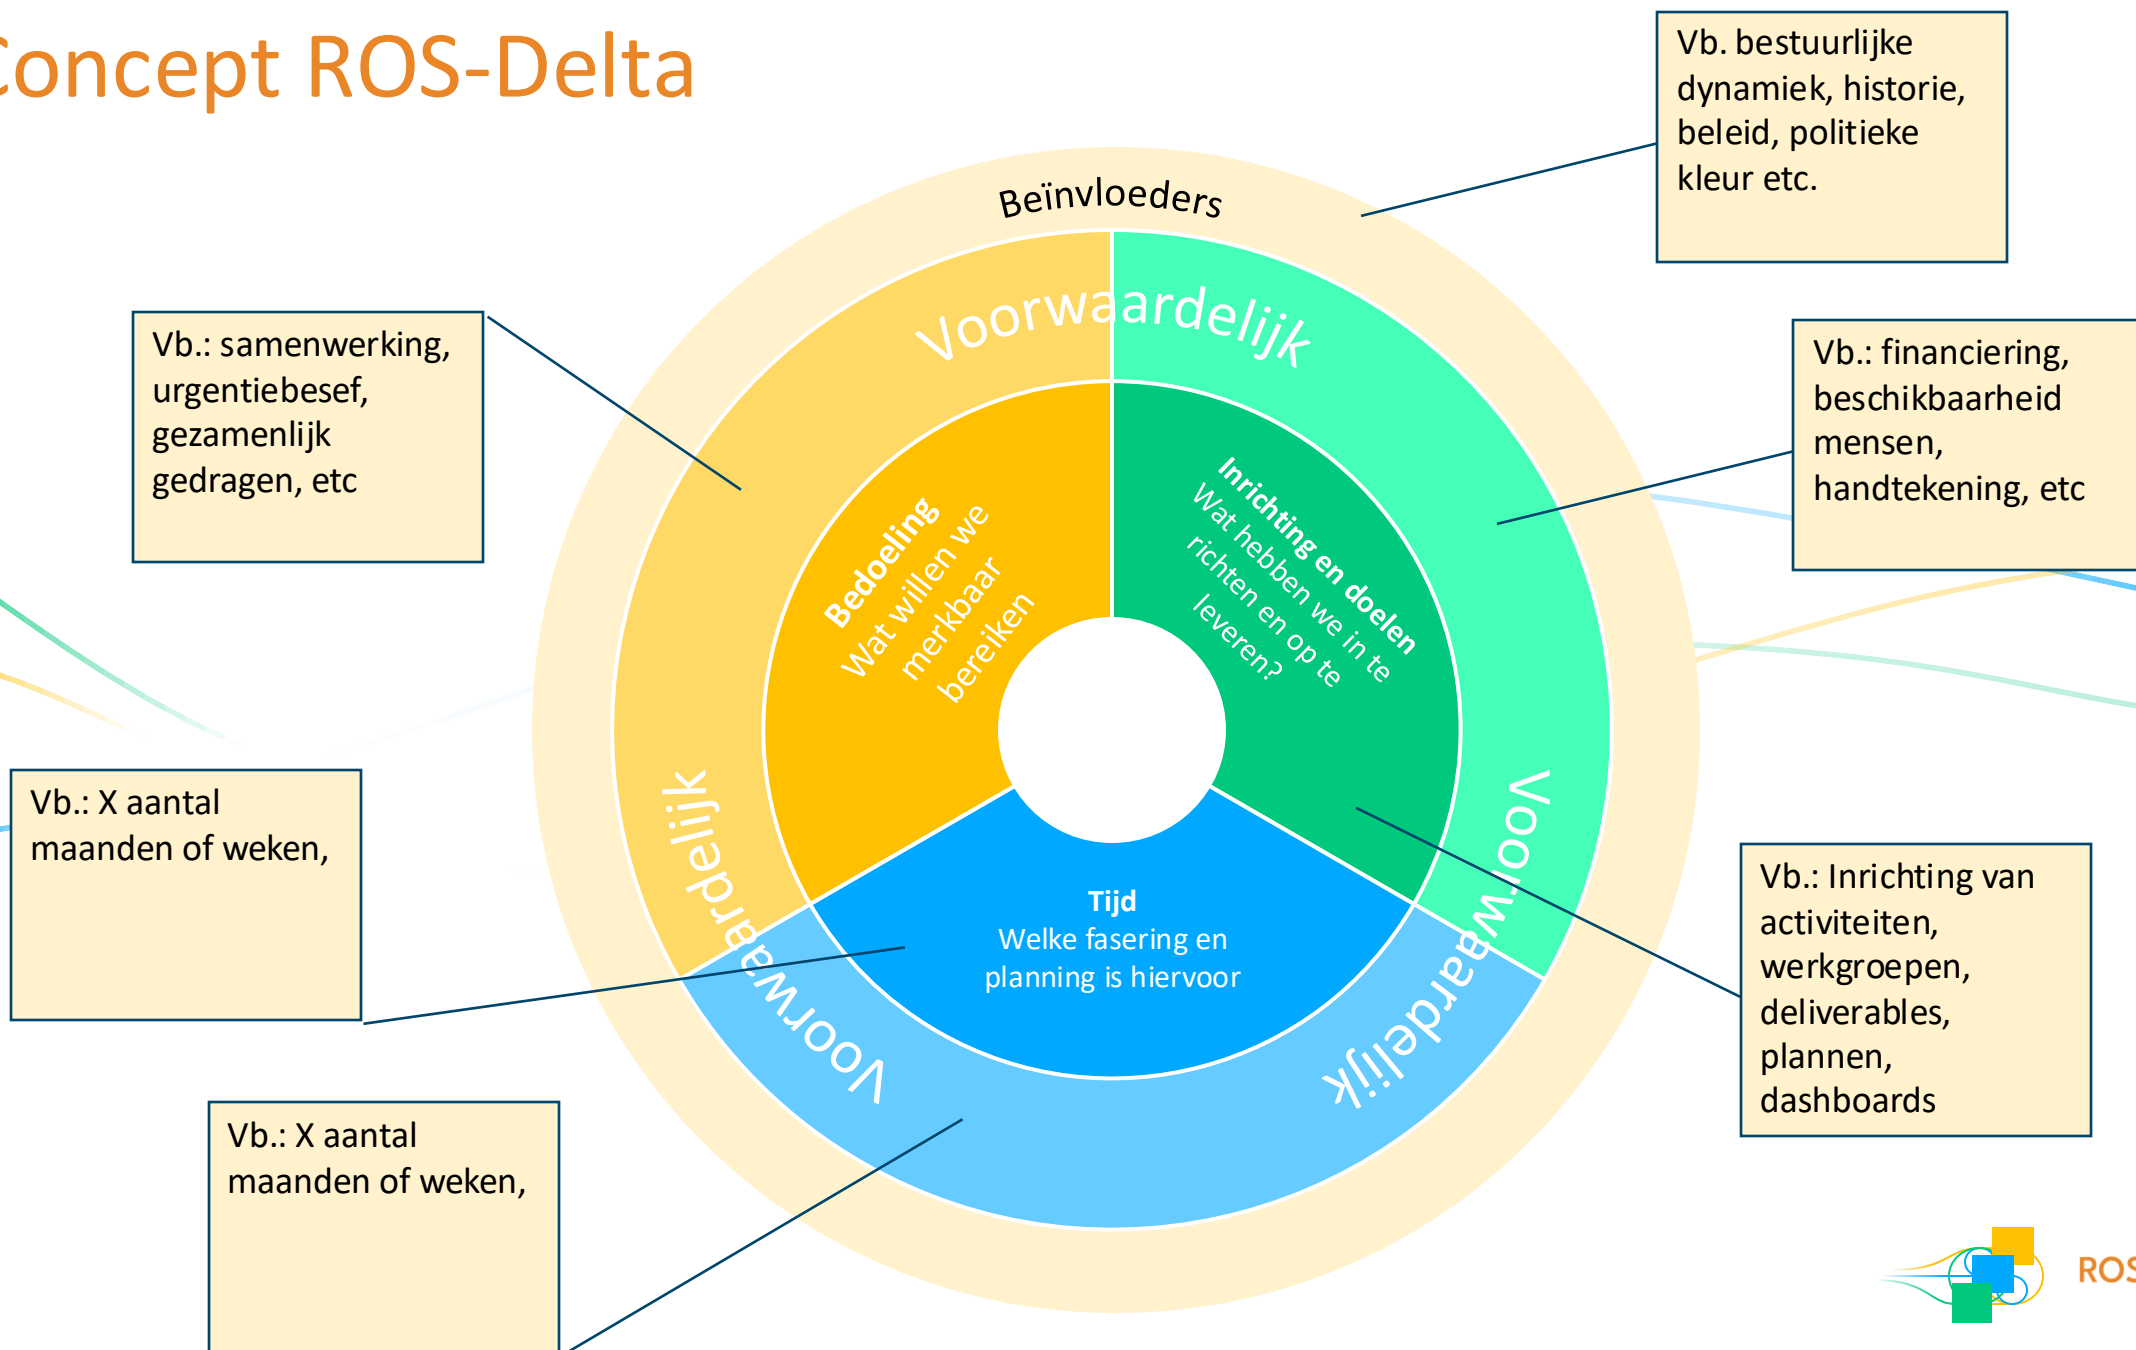 Concept ROS-Delta
Vb. bestuurlijke
dynamiek, historie,
beleid, politieke
kleur etc.
Beïnvloeders
Voorwaardelijk
Vb.: samenwerking,
urgentiebesef,
gezamenlijk
gedragen, etc
Vb.: financiering,
beschikbaarheid
mensen,
handtekening, etc
Bedoeling
Wat willen we
merkbaar
bereiken
Inrichting en doelen
Wat hebben we in te
richten en op te
leveren?
Voorwaardelijk
Voorwaardelijk
Vb.: X aantal
maanden of weken,
Tijd
Welke fasering en
planning is hiervoor
Vb.: Inrichting van
activiteiten,
werkgroepen,
deliverables,
plannen,
dashboards
Vb.: X aantal
maanden of weken,
ROS